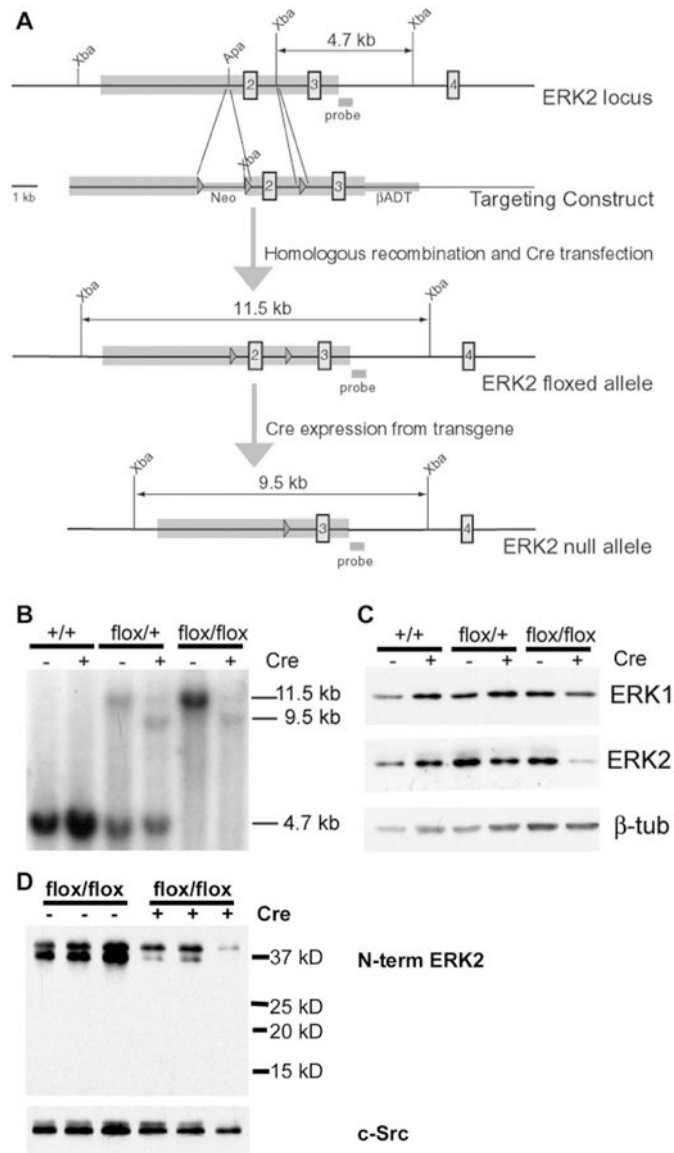 A
Xba
Apa
Xba
4.7 kb
Xba
2
3
4
ERK2 locus
probe
Xba
1 kb
Neo
2
3
βADT
Targeting Construct
Homologous recombination and Cre transfection
Xba
11.5 kb
Xba
2
3
4
ERK2 floxed allele
probe
Cre expression from transgene
Xba
9.5 kb
Xba
3
4
ERK2 null allele
probe
B
+/+ flox/+ flox/flox
- + - + - + Cre
11.5 kb
9.5 kb
4.7 kb
C
+/+ flox/+ flox/flox
- + - + - + Cre
ERK1
ERK2
β-tub
D
flox/flox flox/flox
- - - + + + Cre
37 kD
N-term ERK2
25 kD
20 kD
15 kD
c-Src